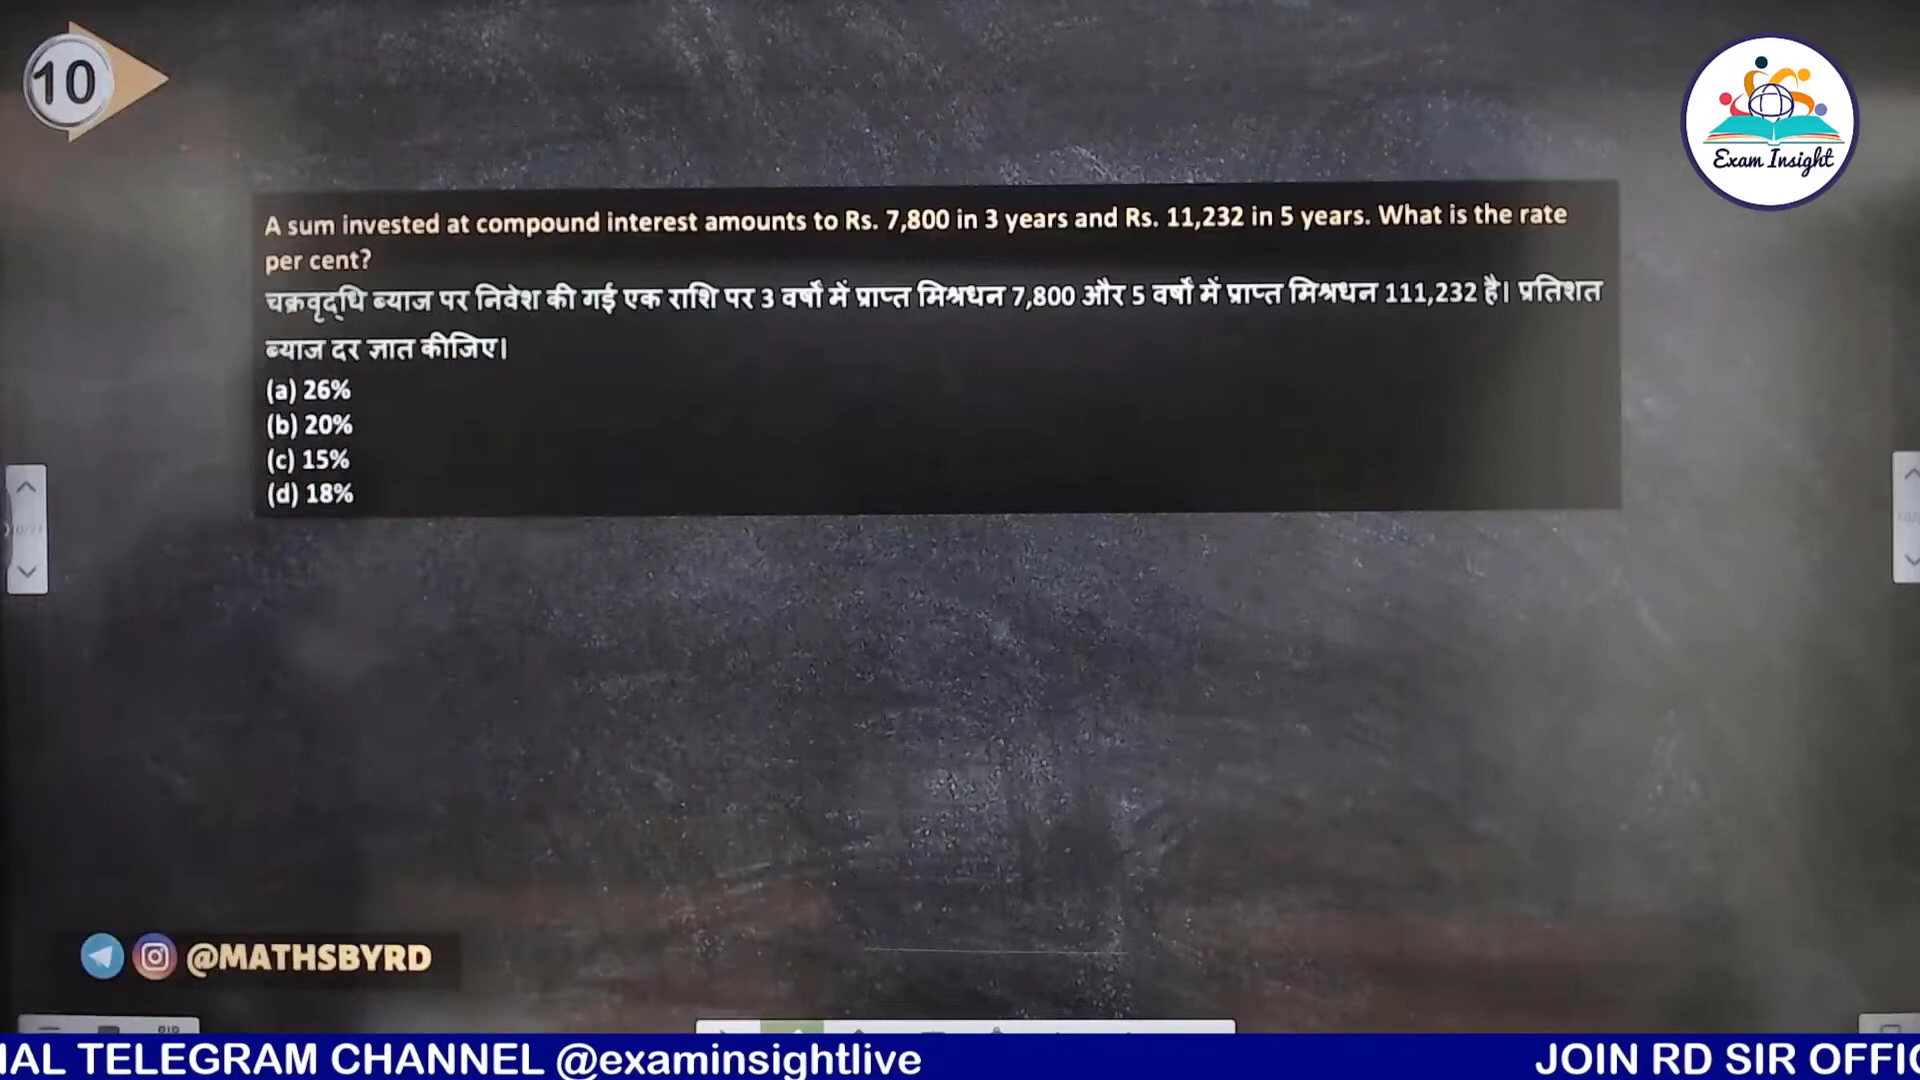 10
Exam Insight
A sum invested at compound interest amounts to Rs. 7,800 in 3 years and Rs. 11,232 in 5 years. What is the rate
per cent?
चक्रवृद्धि ब्याज पर निवेश की गई एक राशि पर 3 वर्षों में प्राप्त मिश्रधन 7,800 और 5 वर्षों में प्राप्त मिश्रधन 111,232 है। प्रतिशत
ब्याज दर ज्ञात कीजिए।
(a) 26%
(b) 20%
(c) 15%
(d) 18%
@MATHSBYRD
NAL TELEGRAM CHANNEL @examinsightlive
JOIN RD SIR OFFIC